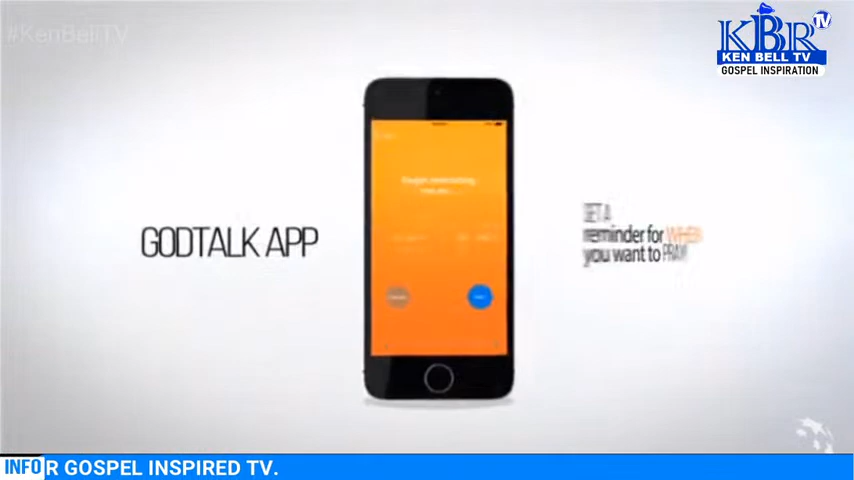 #KenBellTV
KBR TV
KEN BELL TV
GOSPEL INSPIRATION
GODTALK APP
GET A
reminder for WHEN
you want to PRAY
INFO R GOSPEL INSPIRED TV.